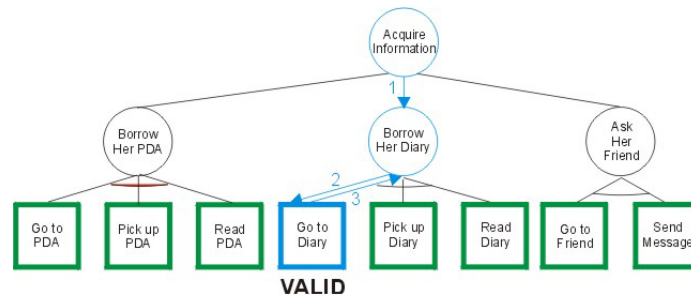 Acquire
Information
1
Borrow
Her PDA
Borrow
Her Diary
Ask
Her
Friend
2
3
Go to
PDA
Pick up
PDA
Read
PDA
Go to
Diary
Pick up
Diary
Read
Diary
Go to
Friend
Send
Message
VALID